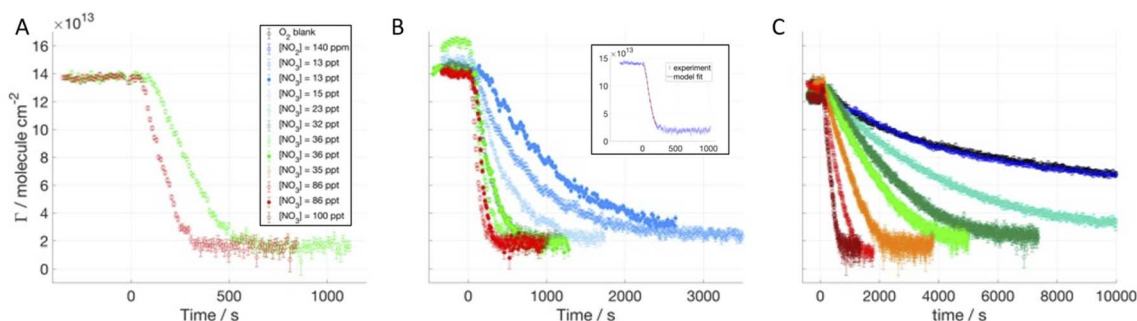 A
×10¹³
Γ / molecule cm⁻²
16
14
12
10
8
6
4
2
0
0
500
1000
Time / s
O₂ blank
[NO₃] = 140 ppm
[NO₃] = 13 ppt
[NO₃] = 13 ppt
[NO₃] = 15 ppt
[NO₃] = 23 ppt
[NO₃] = 32 ppt
[NO₃] = 36 ppt
[NO₃] = 36 ppt
[NO₃] = 35 ppt
[NO₃] = 86 ppt
[NO₃] = 86 ppt
[NO₃] = 100 ppt
B
×10¹³
15
10
5
0
0
500
1000
experiment
model fit
0
1000
2000
3000
Time / s
C
0
2000
4000
6000
8000
10000
time / s